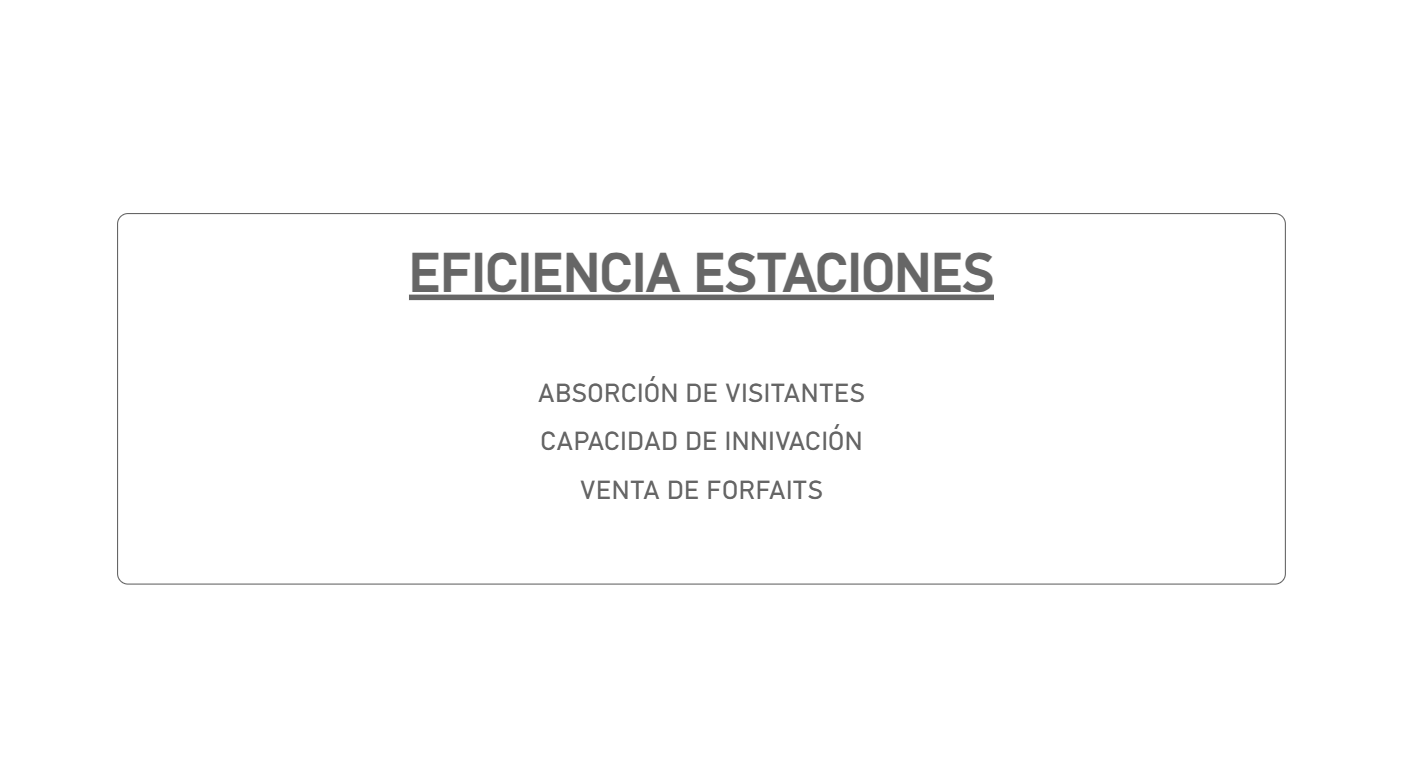 EFICIENCIA ESTACIONES
ABSORCIÓN DE VISITANTES
CAPACIDAD DE INNIVACIÓN
VENTA DE FORFAITS